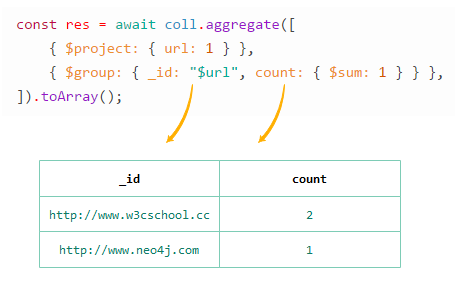 const res = await coll.aggregate([
    { $project: { url: 1 } },
    { $group: { _id: "$url", count: { $sum: 1 } } },
]).toArray();
_id count
http://www.w3cschool.cc 2
http://www.neo4j.com 1